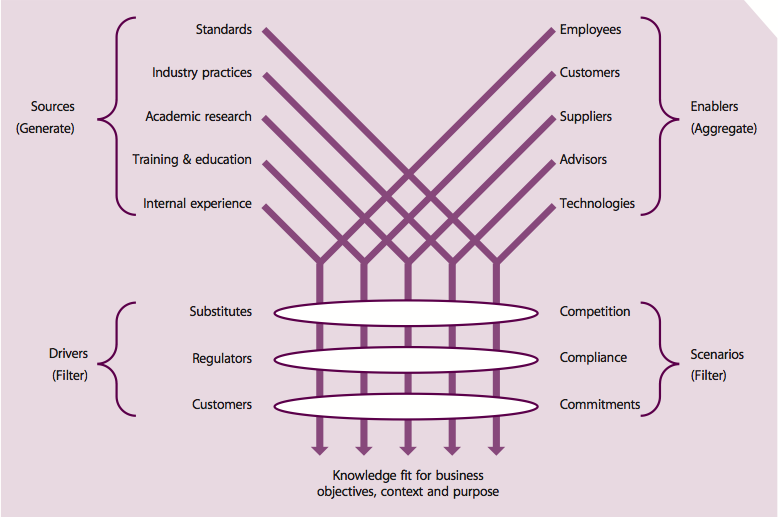 Standards
Industry practices
Academic research
Training & education
Internal experience
Sources
(Generate)
Employees
Customers
Suppliers
Advisors
Technologies
Enablers
(Aggregate)
Substitutes
Regulators
Customers
Drivers
(Filter)
Competition
Compliance
Commitments
Scenarios
(Filter)
Knowledge fit for business
objectives, context and purpose